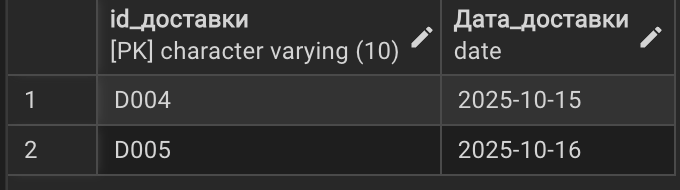 id_доставки Дата_доставки
[PK] character varying (10) date
1 D004 2025-10-15
2 D005 2025-10-16